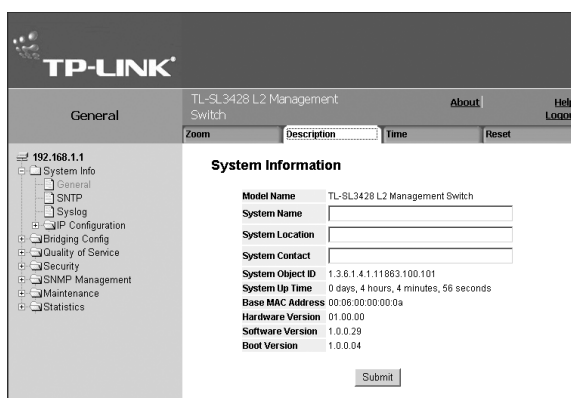 TP-LINK
General
TL-SL3428 L2 Management
Switch
About
Help
Logout
Zoom
Description
Time
Reset
192.168.1.1
System Info
General
SNTP
Syslog
IP Configuration
Bridging Config
Quality of Service
Security
SNMP Management
Maintenance
Statistics
System Information
Model Name TL-SL3428 L2 Management Switch
System Name
System Location
System Contact
System Object ID 1.3.6.1.4.1.11863.100.101
System Up Time 0 days, 4 hours, 4 minutes, 56 seconds
Base MAC Address 00:06:00:00:00:0a
Hardware Version 01.00.00
Software Version 1.0.0.29
Boot Version 1.0.0.04
Submit